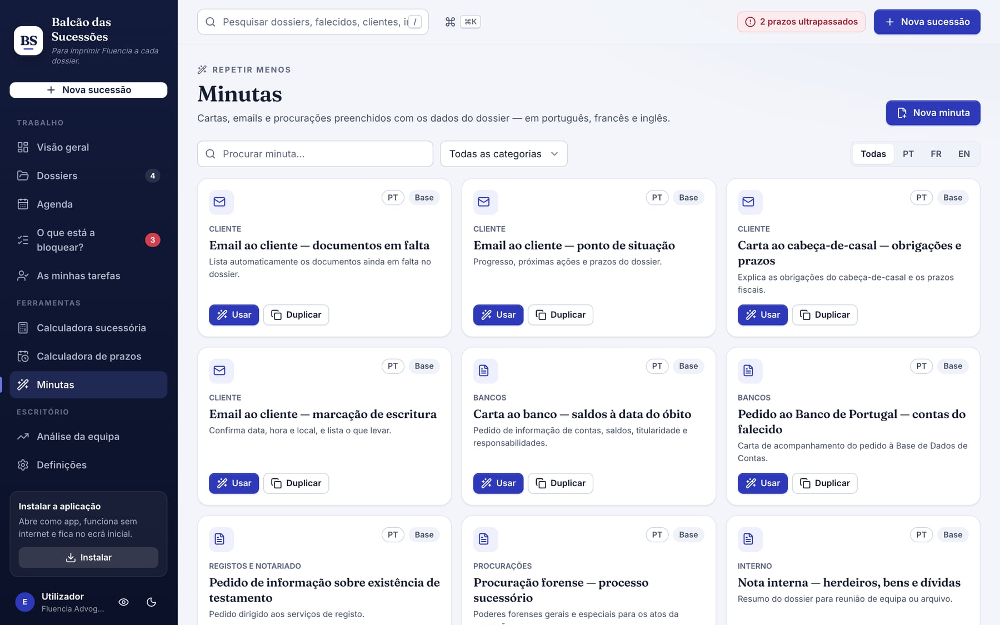 Balcão das
Sucessões
BS
Para imprimir Fluencia a cada
dossier.
Nova sucessão
TRABALHO
Visão geral
Dossiers 4
Agenda
O que está a
bloquear? 3
As minhas tarefas
FERRAMENTAS
Calculadora sucessória
Calculadora de prazos
Minutas
ESCRITÓRIO
Análise da equipa
Definições
Instalar a aplicação
Abre como app, funciona sem
internet e fica no ecrã inicial.
Instalar
E
Utilizador
Fluencia Advog...
Pesquisar dossiers, falecidos, clientes, /
⌘ ⌘K
2 prazos ultrapassados
Nova sucessão
REPETIR MENOS
Minutas
Cartas, emails e procurações preenchidos com os dados do dossier — em português, francês e inglês.
Nova minuta
Procurar minuta...
Todas as categorias
Todas PT FR EN
PT Base
CLIENTE
Email ao cliente — documentos em falta
Lista automaticamente os documentos ainda em falta no
dossier.
Usar Duplicar
PT Base
CLIENTE
Email ao cliente — ponto de situação
Progresso, próximas ações e prazos do dossier.
Usar Duplicar
PT Base
CLIENTE
Carta ao cabeça-de-casal — obrigações e
prazos
Explica as obrigações do cabeça-de-casal e os prazos
fiscais.
Usar Duplicar
PT Base
CLIENTE
Email ao cliente — marcação de escritura
Confirma data, hora e local, e lista o que levar.
Usar Duplicar
PT Base
BANCOS
Carta ao banco — saldos à data do óbito
Pedido de informação de contas, saldos, titularidade e
responsabilidades.
Usar Duplicar
PT Base
BANCOS
Pedido ao Banco de Portugal — contas do
falecido
Carta de acompanhamento do pedido à Base de Dados de
Contas.
Usar Duplicar
PT Base
REGISTOS E NOTARIADO
Pedido de informação sobre existência de
testamento
Pedido dirigido aos serviços de registo.
PT Base
PROCURAÇÕES
Procuração forense — processo
sucessório
Poderes forenses gerais e especiais para os atos da
PT Base
INTERNO
Nota interna — herdeiros, bens e dívidas
Resumo do dossier para reunião de equipa ou arquivo.